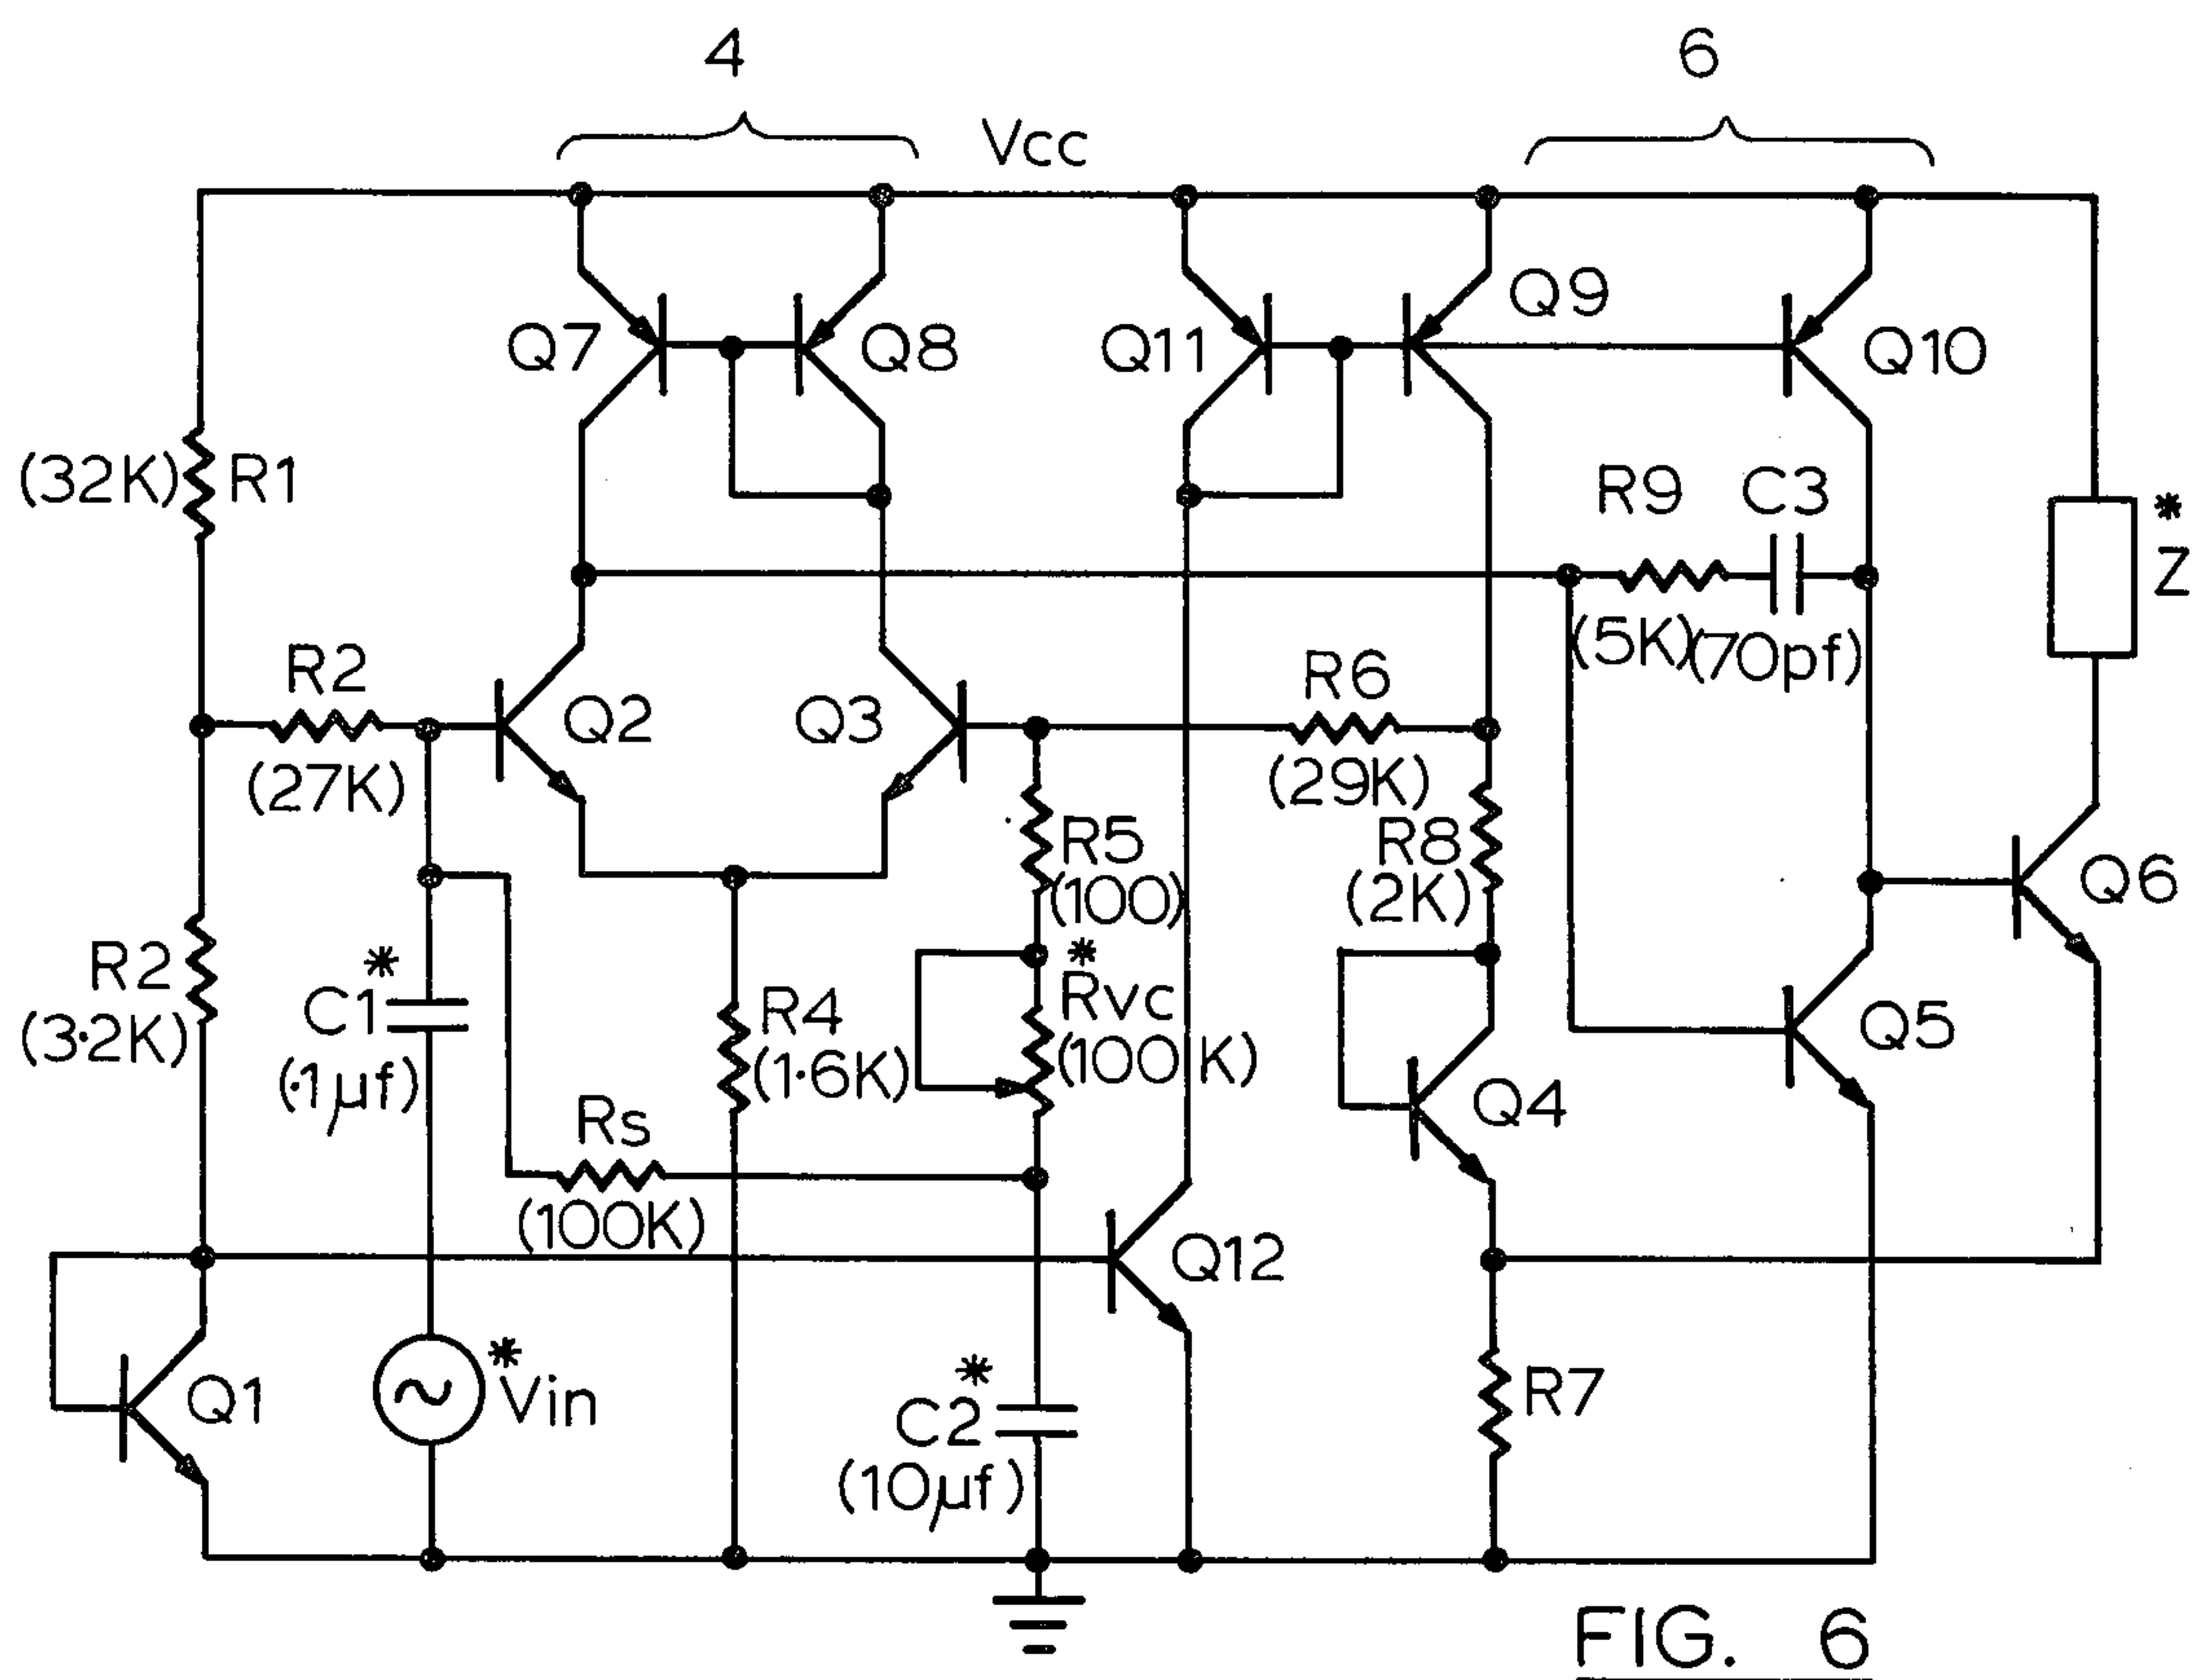 4
6
Vcc
Q7
Q8
Q11
Q9
Q10
(32K)
R1
R9
C3
*
Z
(5K)
(70pf)
R2
(27K)
Q2
Q3
R6
(29K)
R5
(100)
R8
(2K)
Q6
R2
(3.2K)
C1*
(.1µf)
R4
(1.6K)
*
Rvc
(100K)
Q5
Q4
Rs
(100K)
Q12
Q1
*
Vin
C2*
(10µf)
R7
FIG. 6